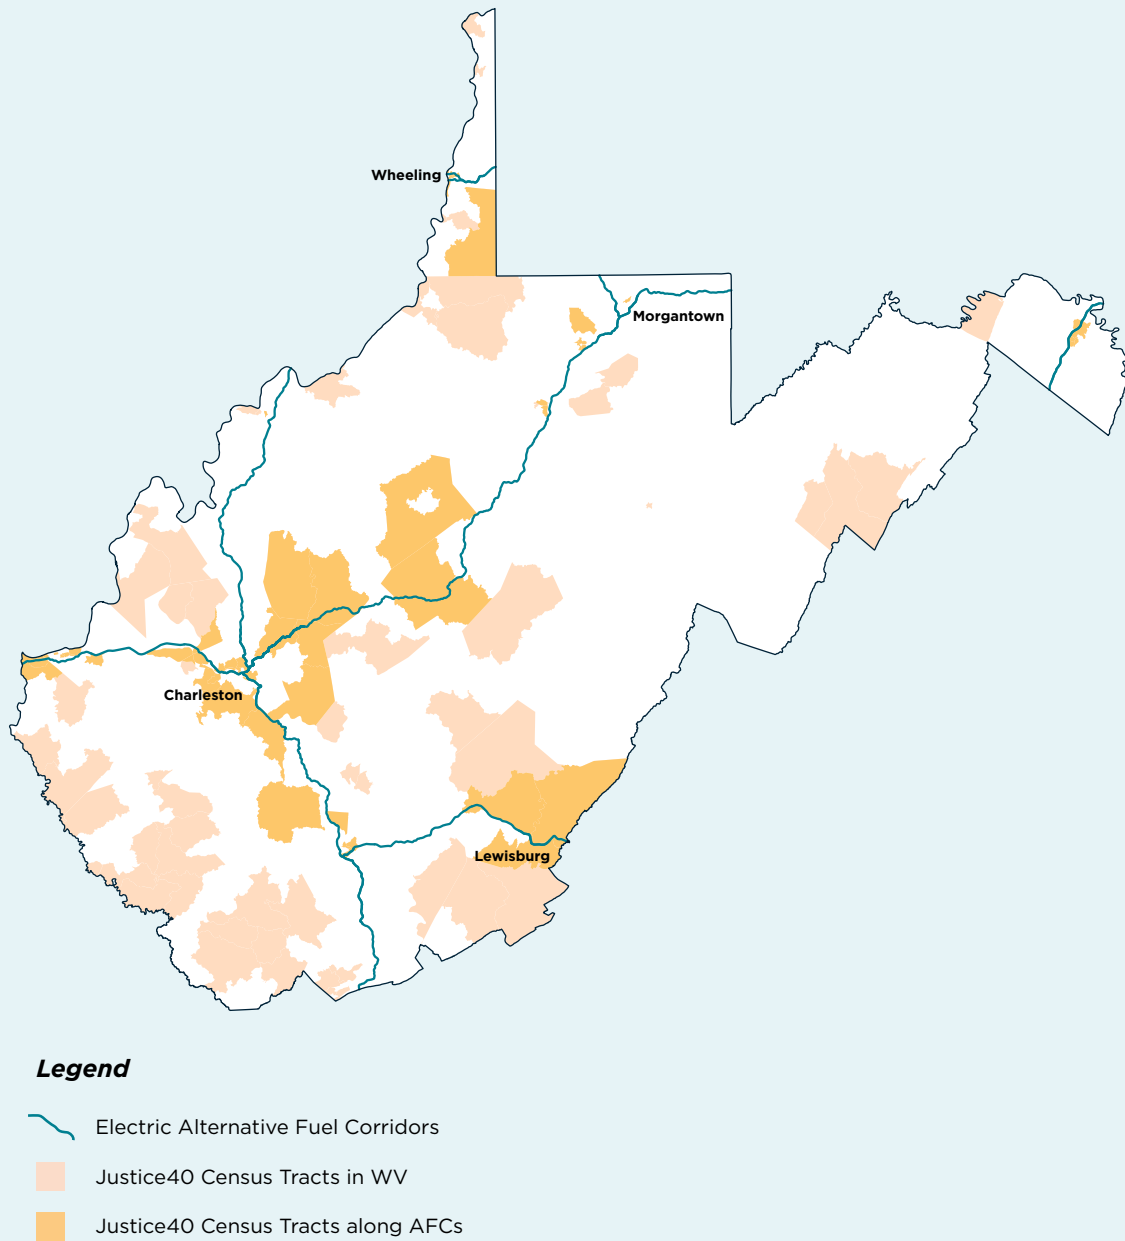 Wheeling
Morgantown
Charleston
Lewisburg
Legend
Electric Alternative Fuel Corridors
Justice40 Census Tracts in WV
Justice40 Census Tracts along AFCs